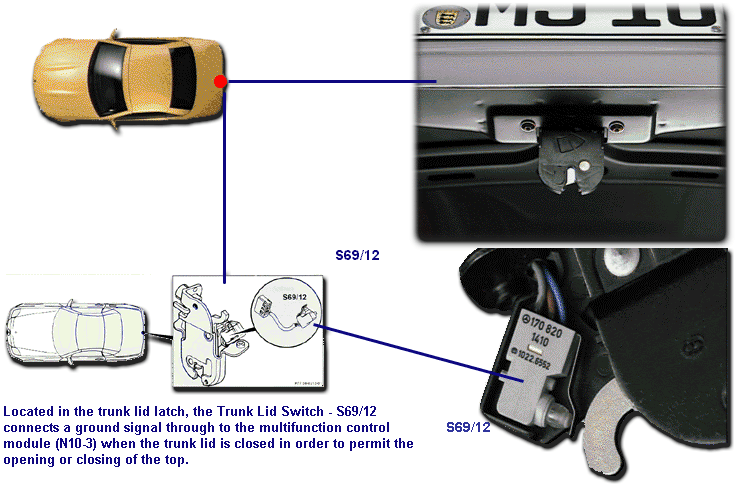 MJ 10
S69/12
S69/12
170 820
1410
1022.6552
S69/12
Located in the trunk lid latch, the Trunk Lid Switch - S69/12
connects a ground signal through to the multifunction control
module (N10-3) when the trunk lid is closed in order to permit the
opening or closing of the top.